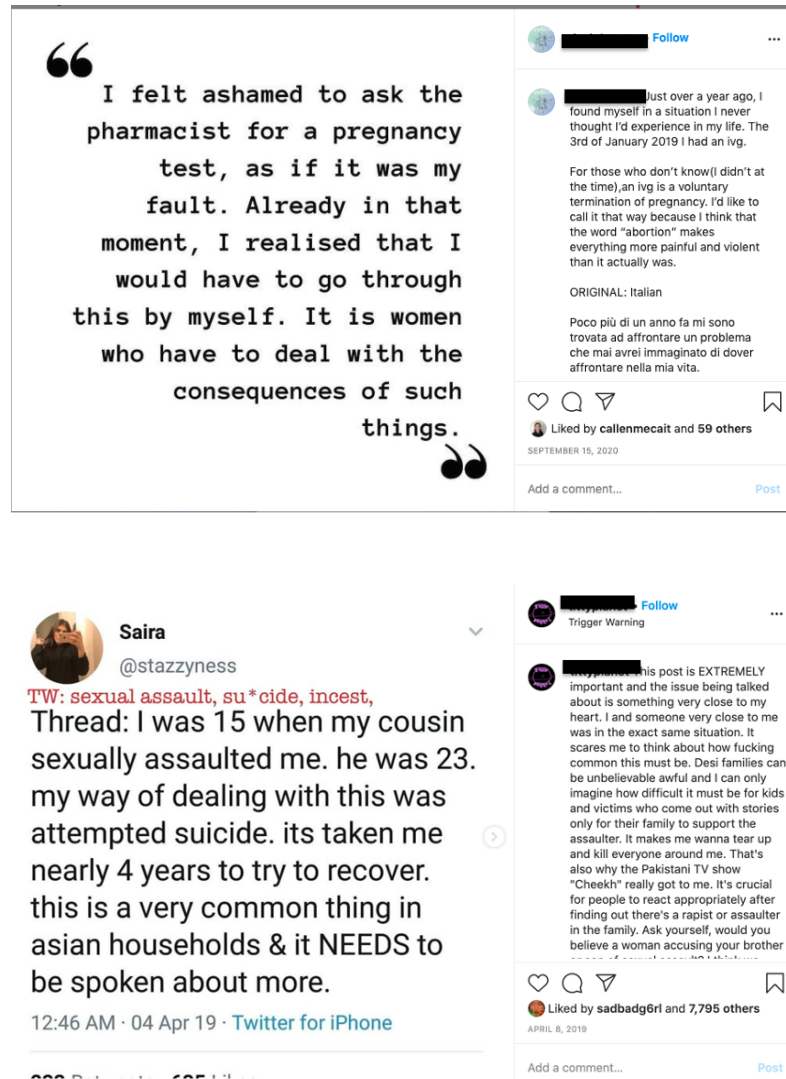 “
I felt ashamed to ask the
pharmacist for a pregnancy
test, as if it was my
fault. Already in that
moment, I realised that I
would have to go through
this by myself. It is women
who have to deal with the
consequences of such
things.
”
Follow
Just over a year ago, I
found myself in a situation I never
thought I’d experience in my life. The
3rd of January 2019 I had an ivg.
For those who don’t know(I didn’t at
the time),an ivg is a voluntary
termination of pregnancy. I’d like to
call it that way because I think that
the word “abortion” makes
everything more painful and violent
than it actually was.
ORIGINAL: Italian
Poco più di un anno fa mi sono
trovata ad affrontare un problema
che mai avrei immaginato di dover
affrontare nella mia vita.
Liked by callenmecait and 59 others
SEPTEMBER 15, 2020
Add a comment... Post
Saira
@stazzyness
TW: sexual assault, su*cide, incest,
Thread: I was 15 when my cousin
sexually assaulted me. he was 23.
my way of dealing with this was
attempted suicide. its taken me
nearly 4 years to try to recover.
this is a very common thing in
asian households & it NEEDS to
be spoken about more.
12:46 AM · 04 Apr 19 · Twitter for iPhone
Follow
Trigger Warning
his post is EXTREMELY
important and the issue being talked
about is something very close to my
heart. I and someone very close to me
was in the exact same situation. It
scares me to think about how fucking
common this must be. Desi families can
be unbelievable awful and I can only
imagine how difficult it must be for kids
and victims who come out with stories
only for their family to support the
assaulter. It makes me wanna tear up
and kill everyone around me. That's
also why the Pakistani TV show
"Cheekh" really got to me. It's crucial
for people to react appropriately after
finding out there's a rapist or assaulter
in the family. Ask yourself, would you
believe a woman accusing your brother
Liked by sadbadg6rl and 7,795 others
APRIL 8, 2019
Add a comment... Post